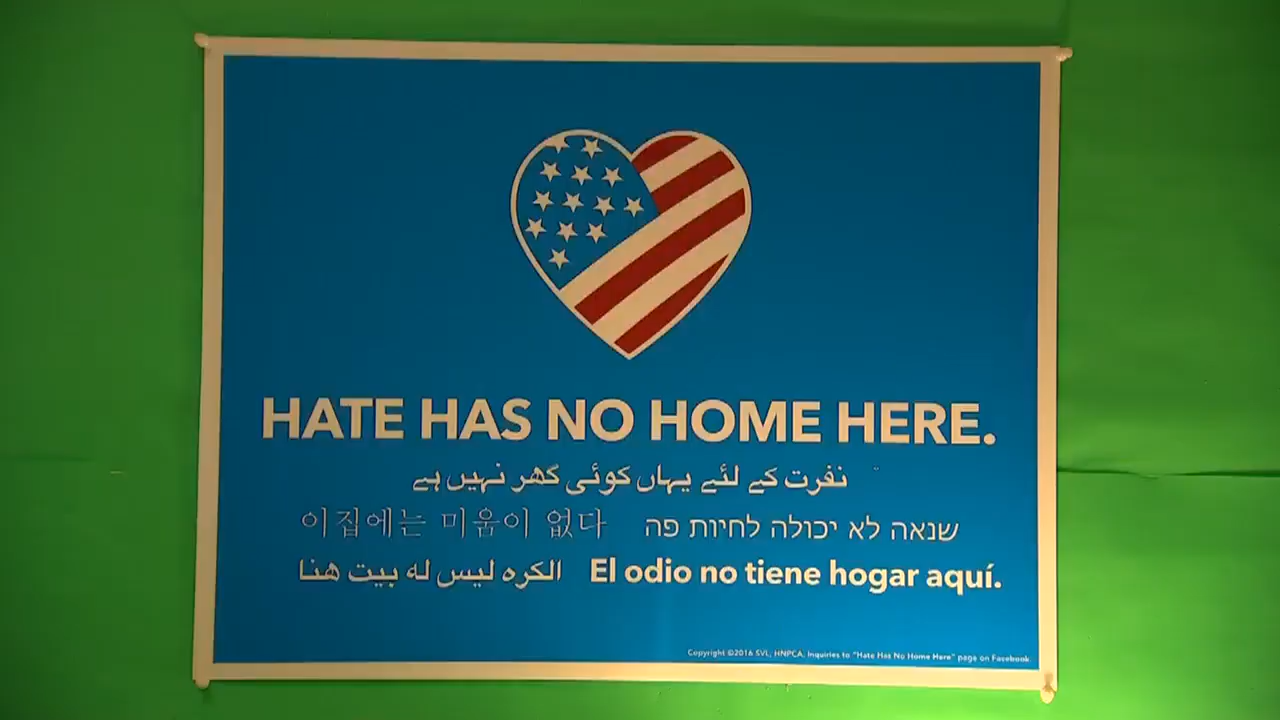 HATE HAS NO HOME HERE.
نفرت کے لئے یہاں کوئی گھر نہیں ہے
이집에는 미움이 없다 שנאה לא יכולה לחיות פה
الكره ليس له بيت هنا El odio no tiene hogar aquí.
Copyright ©2016 SVL, HNPCA. Inquiries to "Hate Has No Home Here" page on Facebook.